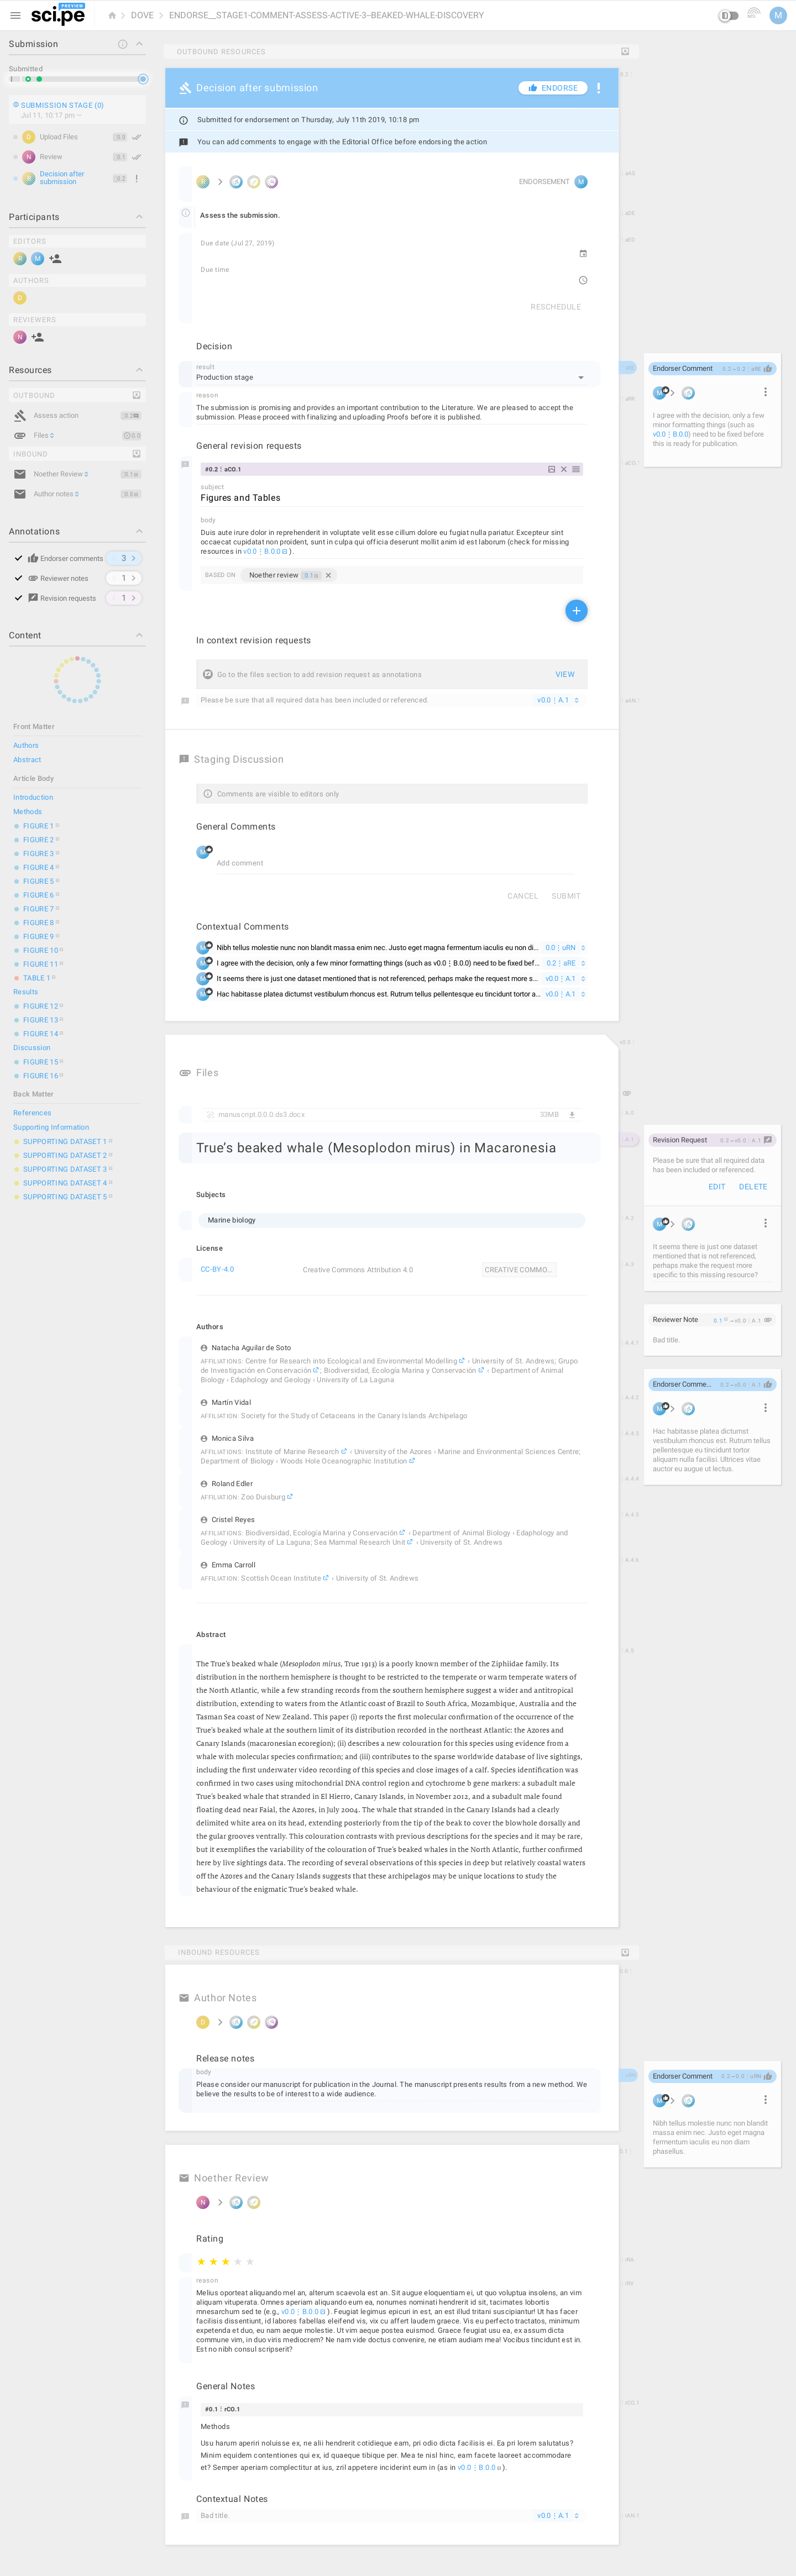 PREVIEW
sci.pe
DOVE
ENDORSE__STAGE1-COMMENT-ASSESS-ACTIVE-3--BEAKED-WHALE-DISCOVERY
M
Submission
Submitted
SUBMISSION STAGE (0)
Jul 11, 10:17 pm –
D Upload Files 0.0
N Review 0.1
R Decision after
submission 0.2
Participants
EDITORS
R M
AUTHORS
D
REVIEWERS
N
Resources
OUTBOUND
Assess action 0.2
Files 0.0
INBOUND
Noether Review 0.1
Author notes 0.0
Annotations
Endorser comments 3
Reviewer notes 1
Revision requests 1
Content
Front Matter
Authors
Abstract
Article Body
Introduction
Methods
FIGURE 1
FIGURE 2
FIGURE 3
FIGURE 4
FIGURE 5
FIGURE 6
FIGURE 7
FIGURE 8
FIGURE 9
FIGURE 10
FIGURE 11
TABLE 1
Results
FIGURE 12
FIGURE 13
FIGURE 14
Discussion
FIGURE 15
FIGURE 16
Back Matter
References
Supporting Information
SUPPORTING DATASET 1
SUPPORTING DATASET 2
SUPPORTING DATASET 3
SUPPORTING DATASET 4
SUPPORTING DATASET 5
OUTBOUND RESOURCES
Decision after submission
ENDORSE
Submitted for endorsement on Thursday, July 11th 2019, 10:18 pm
You can add comments to engage with the Editorial Office before endorsing the action
R
ENDORSEMENT M
Assess the submission.
Due date (Jul 27, 2019)
Due time
RESCHEDULE
Decision
result
Production stage
reason
The submission is promising and provides an important contribution to the Literature. We are pleased to accept the
submission. Please proceed with finalizing and uploading Proofs before it is published.
General revision requests
#0.2⋮aCO.1
subject
Figures and Tables
body
Duis aute irure dolor in reprehenderit in voluptate velit esse cillum dolore eu fugiat nulla pariatur. Excepteur sint
occaecat cupidatat non proident, sunt in culpa qui officia deserunt mollit anim id est laborum (check for missing
resources in v0.0⋮B.0.0 ).
BASED ON Noether review 0.1
In context revision requests
Go to the files section to add revision request as annotations VIEW
Please be sure that all required data has been included or referenced. v0.0⋮A.1
Staging Discussion
Comments are visible to editors only
General Comments
Add comment
CANCEL SUBMIT
Contextual Comments
Nibh tellus molestie nunc non blandit massa enim nec. Justo eget magna fermentum iaculis eu non di... 0.0⋮uRN
I agree with the decision, only a few minor formatting things (such as v0.0⋮B.0.0) need to be fixed bef... 0.2⋮aRE
It seems there is just one dataset mentioned that is not referenced, perhaps make the request more s... v0.0⋮A.1
Hac habitasse platea dictumst vestibulum rhoncus est. Rutrum tellus pellentesque eu tincidunt tortor a... v0.0⋮A.1
Files
manuscript.0.0.0.ds3.docx 33MB
True’s beaked whale (Mesoplodon mirus) in Macaronesia
Subjects
Marine biology
License
CC-BY-4.0 Creative Commons Attribution 4.0 CREATIVE COMMO...
Authors
Natacha Aguilar de Soto
AFFILIATIONS: Centre for Research into Ecological and Environmental Modelling › University of St. Andrews; Grupo
de Investigación en Conservación ; Biodiversidad, Ecología Marina y Conservación › Department of Animal
Biology › Edaphology and Geology › University of La Laguna
Martín Vidal
AFFILIATION: Society for the Study of Cetaceans in the Canary Islands Archipelago
Monica Silva
AFFILIATIONS: Institute of Marine Research › University of the Azores › Marine and Environmental Sciences Centre;
Department of Biology › Woods Hole Oceanographic Institution
Roland Edler
AFFILIATION: Zoo Duisburg
Cristel Reyes
AFFILIATIONS: Biodiversidad, Ecología Marina y Conservación › Department of Animal Biology › Edaphology and
Geology › University of La Laguna; Sea Mammal Research Unit › University of St. Andrews
Emma Carroll
AFFILIATION: Scottish Ocean Institute › University of St. Andrews
Abstract
The True’s beaked whale (Mesoplodon mirus, True 1913) is a poorly known member of the Ziphiidae family. Its
distribution in the northern hemisphere is thought to be restricted to the temperate or warm temperate waters of
the North Atlantic, while a few stranding records from the southern hemisphere suggest a wider and antitropical
distribution, extending to waters from the Atlantic coast of Brazil to South Africa, Mozambique, Australia and the
Tasman Sea coast of New Zealand. This paper (i) reports the first molecular confirmation of the occurrence of the
True’s beaked whale at the southern limit of its distribution recorded in the northeast Atlantic: the Azores and
Canary Islands (macaronesian ecoregion); (ii) describes a new colouration for this species using evidence from a
whale with molecular species confirmation; and (iii) contributes to the sparse worldwide database of live sightings,
including the first underwater video recording of this species and close images of a calf. Species identification was
confirmed in two cases using mitochondrial DNA control region and cytochrome b gene markers: a subadult male
True’s beaked whale that stranded in El Hierro, Canary Islands, in November 2012, and a subadult male found
floating dead near Faial, the Azores, in July 2004. The whale that stranded in the Canary Islands had a clearly
delimited white area on its head, extending posteriorly from the tip of the beak to cover the blowhole dorsally and
the gular grooves ventrally. This colouration contrasts with previous descriptions for the species and it may be rare,
but it exemplifies the variability of the colouration of True’s beaked whales in the North Atlantic, further confirmed
here by live sightings data. The recording of several observations of this species in deep but relatively coastal waters
off the Azores and the Canary Islands suggests that these archipelagos may be unique locations to study the
behaviour of the enigmatic True’s beaked whale.
INBOUND RESOURCES
Author Notes
D
Release notes
body
Please consider our manuscript for publication in the Journal. The manuscript presents results from a new method. We
believe the results to be of interest to a wide audience.
Noether Review
N
Rating
reason
Melius oporteat aliquando mel an, alterum scaevola est an. Sit augue eloquentiam ei, ut quo voluptua insolens, an vim
aliquam vituperata. Omnes aperiam aliquando eum ea, nonumes nominati hendrerit id sit, tacimates lobortis
mnesarchum sed te (e.g., v0.0⋮B.0.0 ). Feugiat legimus epicuri in est, an est illud tritani suscipiantur! Ut has facer
facilisis dissentiunt, id labores fabellas eleifend vis, vix cu affert laudem graece. Vis eu perfecto tractatos, minimum
expetenda et duo, eu nam aeque molestie. Ut vim aeque postea euismod. Graece feugiat usu ea, ex assum dicta
commune vim, in duo viris mediocrem? Ne nam vide doctus convenire, ne etiam audiam mea! Vocibus tincidunt est in.
Est no nibh consul scripserit?
General Notes
#0.1⋮rCO.1
Methods
Usu harum aperiri noluisse ex, ne alii hendrerit cotidieque eam, pri odio dicta facilisis ei. Ea pri lorem salutatus?
Minim equidem contentiones qui ex, id quaeque tibique per. Mea te nisl hinc, eam facete laoreet accommodare
et? Semper aperiam complectitur at ius, zril appetere inciderint eum in (as in v0.0⋮B.0.0 ).
Contextual Notes
Bad title. v0.0⋮A.1
Endorser Comment 0.2→0.2⋮aRE
I agree with the decision, only a few
minor formatting things (such as
v0.0⋮B.0.0) need to be fixed before
this is ready for publication.
Revision Request 0.2→v0.0⋮A.1
Please be sure that all required data
has been included or referenced.
EDIT DELETE
It seems there is just one dataset
mentioned that is not referenced,
perhaps make the request more
specific to this missing resource?
Reviewer Note 0.1→v0.0⋮A.1
Bad title.
Endorser Comme... 0.2→v0.0⋮A.1
Hac habitasse platea dictumst
vestibulum rhoncus est. Rutrum tellus
pellentesque eu tincidunt tortor
aliquam nulla facilisi. Ultrices vitae
auctor eu augue ut lectus.
Endorser Comment 0.2→0.0⋮uRN
Nibh tellus molestie nunc non blandit
massa enim nec. Justo eget magna
fermentum iaculis eu non diam
phasellus.